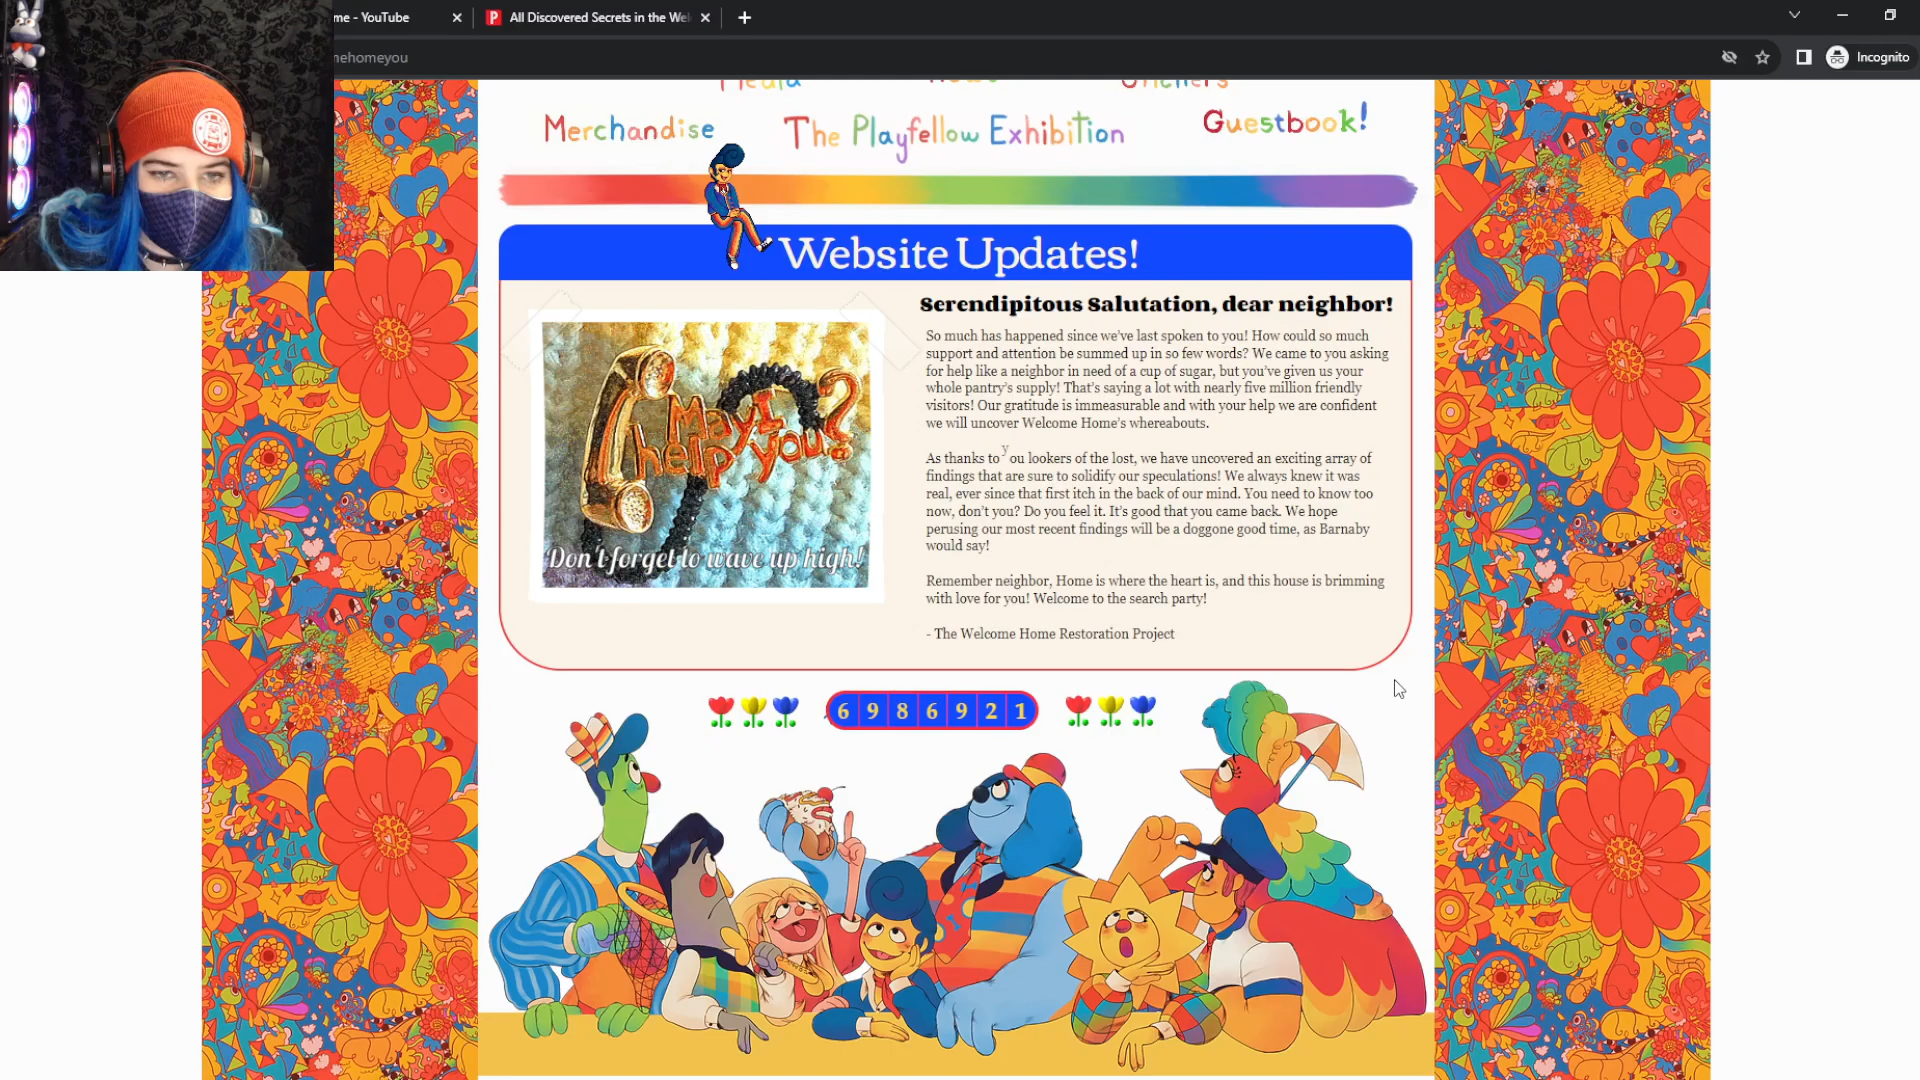 me - YouTube
All Discovered Secrets in the Wel
nehomeyou
Incognito
Media
News
Others
Merchandise
The Playfellow Exhibition
Guestbook!
Website Updates!
Serendipitous Salutation, dear neighbor!
So much has happened since we've last spoken to you! How could so much
support and attention be summed up in so few words? We came to you asking
for help like a neighbor in need of a cup of sugar, but you've given us your
whole pantry's supply! That's saying a lot with nearly five million friendly
visitors! Our gratitude is immeasurable and with your help we are confident
we will uncover Welcome Home's whereabouts.
As thanks to you lookers of the lost, we have uncovered an exciting array of
findings that are sure to solidify our speculations! We always knew it was
real, ever since that first itch in the back of our mind. You need to know too
now, don't you? Do you feel it. It's good that you came back. We hope
perusing our most recent findings will be a doggone good time, as Barnaby
would say!
Remember neighbor, Home is where the heart is, and this house is brimming
with love for you! Welcome to the search party!
- The Welcome Home Restoration Project
May I
help you?
Don't forget to wave up high!
6 9 8 6 9 2 1